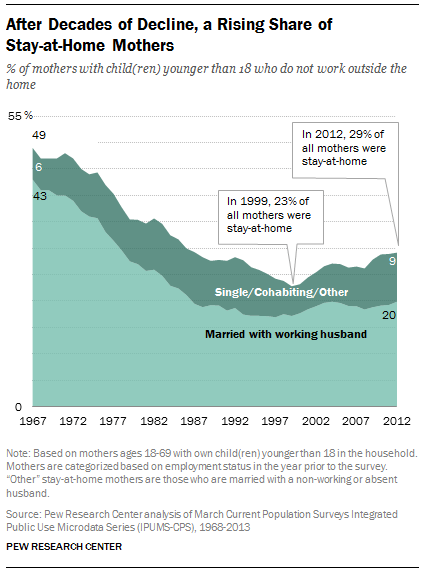 After Decades of Decline, a Rising Share of
Stay-at-Home Mothers
% of mothers with child(ren) younger than 18 who do not work outside the
home
55 %
49
6
43
In 2012, 29% of
all mothers were
stay-at-home
In 1999, 23% of
all mothers were
stay-at-home
9
Single/Cohabiting/Other
20
Married with working husband
0
1967 1972 1977 1982 1987 1992 1997 2002 2007 2012
Note: Based on mothers ages 18-69 with own child(ren) younger than 18 in the household.
Mothers are categorized based on employment status in the year prior to the survey.
“Other” stay-at-home mothers are those who are married with a non-working or absent
husband.
Source: Pew Research Center analysis of March Current Population Surveys Integrated
Public Use Microdata Series (IPUMS-CPS), 1968-2013
PEW RESEARCH CENTER